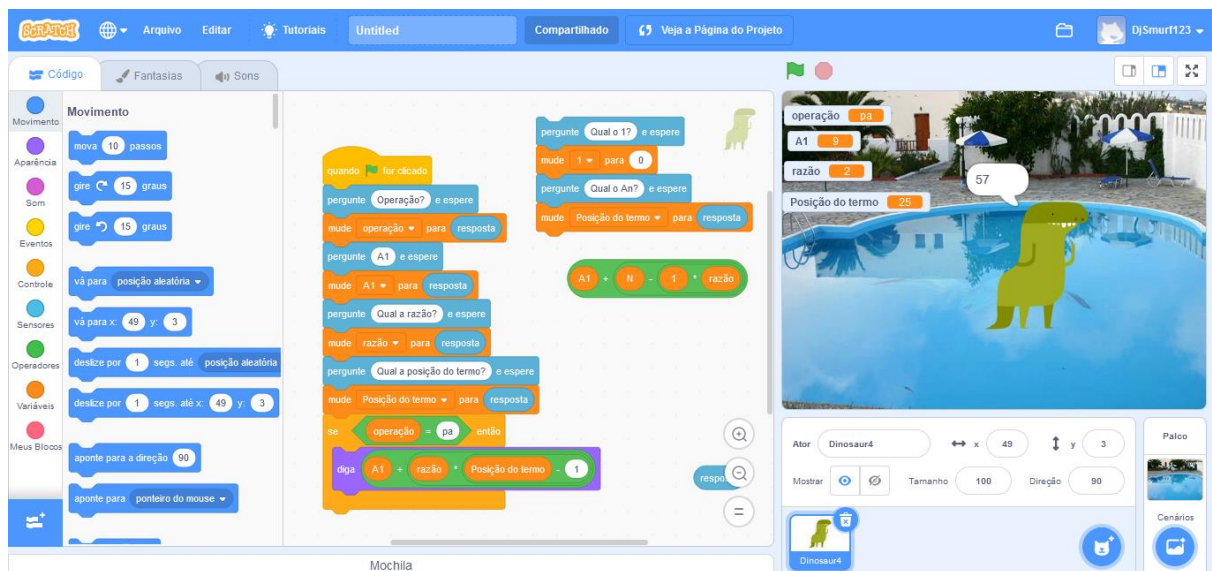 SCRATCH Arquivo Editar Tutoriais Untitled Compartilhado Veja a Página do Projeto DjSmurf123
Código Fantasias Sons
Movimento
Aparência
Som
Eventos
Controle
Sensores
Operadores
Variáveis
Meus Blocos
Movimento
mova 10 passos
gire 15 graus
gire 15 graus
vá para posição aleatória
vá para x: 49 y: 3
deslize por 1 segs. até posição aleatória
deslize por 1 segs. até x: 49 y: 3
aponte para a direção 90
aponte para ponteiro do mouse
quando for clicado
pergunte Operação? e espere
mude operação para resposta
pergunte A1 e espere
mude A1 para resposta
pergunte Qual a razão? e espere
mude razão para resposta
pergunte Qual a posição do termo? e espere
mude Posição do termo para resposta
se operação = pa então
diga A1 + razão * Posição do termo - 1
pergunte Qual o 1? e espere
mude 1 para 0
pergunte Qual o An? e espere
mude Posição do termo para resposta
A1 + N - 1 * razão
respo
Mochila
operação pa
A1 9
razão 2
Posição do termo 25
57
Ator Dinosaur4 x 49 y 3
Mostrar Tamanho 100 Direção 90
Dinosaur4
Palco
Cenários